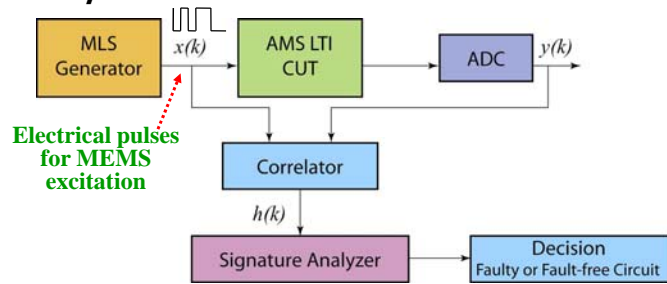 MLS
Generator
x(k)
AMS LTI
CUT
ADC
y(k)
Electrical pulses
for MEMS
excitation
Correlator
h(k)
Signature Analyzer
Decision
Faulty or Fault-free Circuit